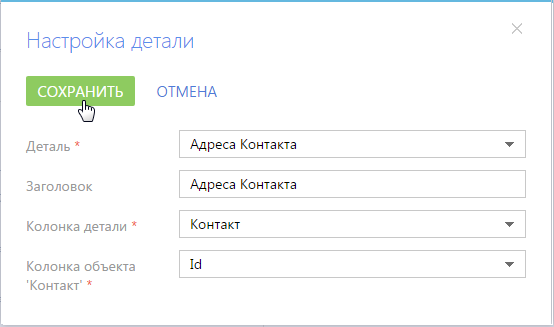 Настройка детали
СОХРАНИТЬ ОТМЕНА
Деталь * Адреса Контакта
Заголовок Адреса Контакта
Колонка детали * Контакт
Колонка объекта Id
'Контакт' *